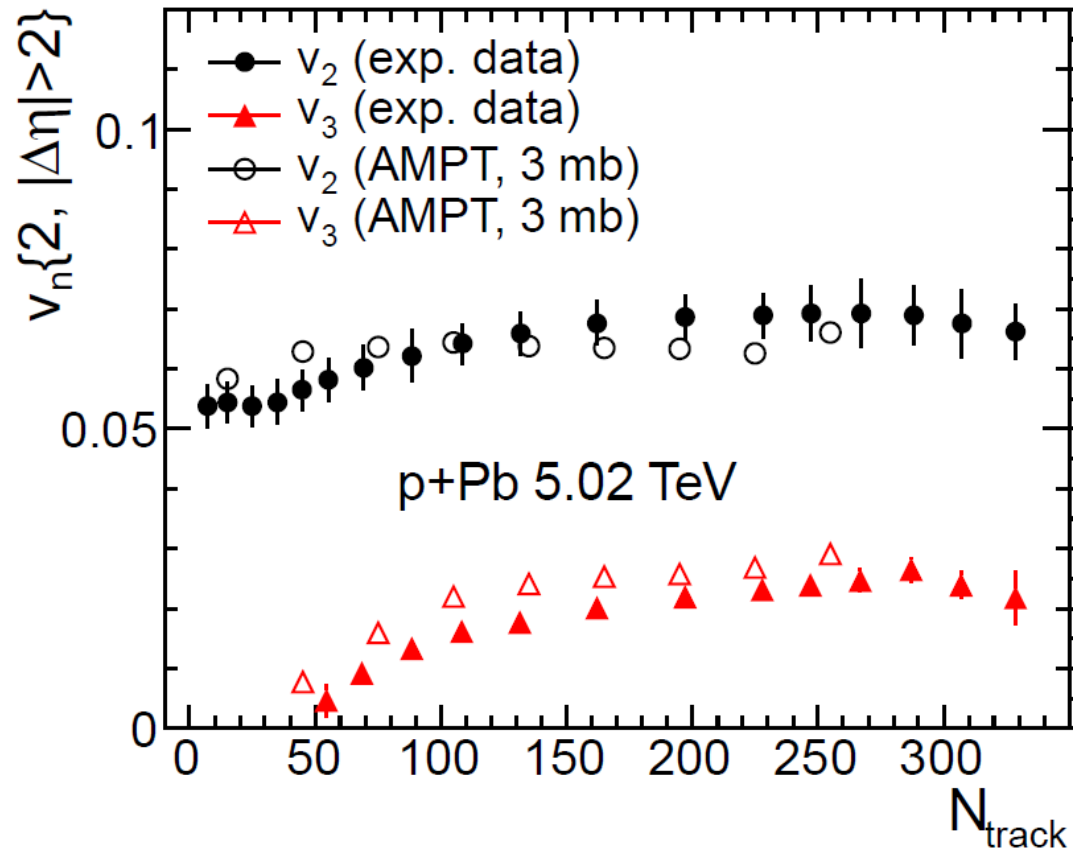 v2 (exp. data)
v3 (exp. data)
v2 (AMPT, 3 mb)
v3 (AMPT, 3 mb)
p+Pb 5.02 TeV
vn{2, |Δη|>2}
0.1
0.05
0
0 50 100 150 200 250 300
Ntrack